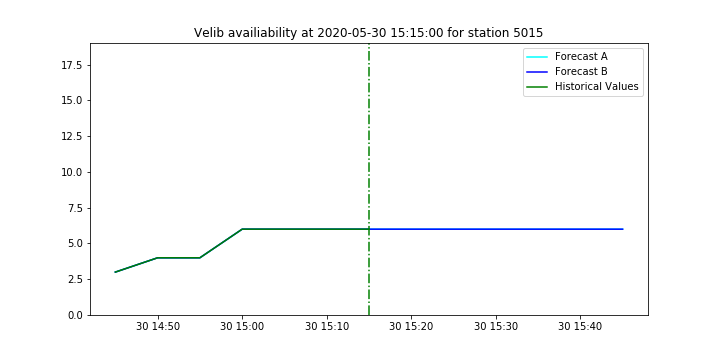 Velib availiability at 2020-05-30 15:15:00 for station 5015
Forecast A
Forecast B
Historical Values
17.5
15.0
12.5
10.0
7.5
5.0
2.5
0.0
30 14:50 30 15:00 30 15:10 30 15:20 30 15:30 30 15:40